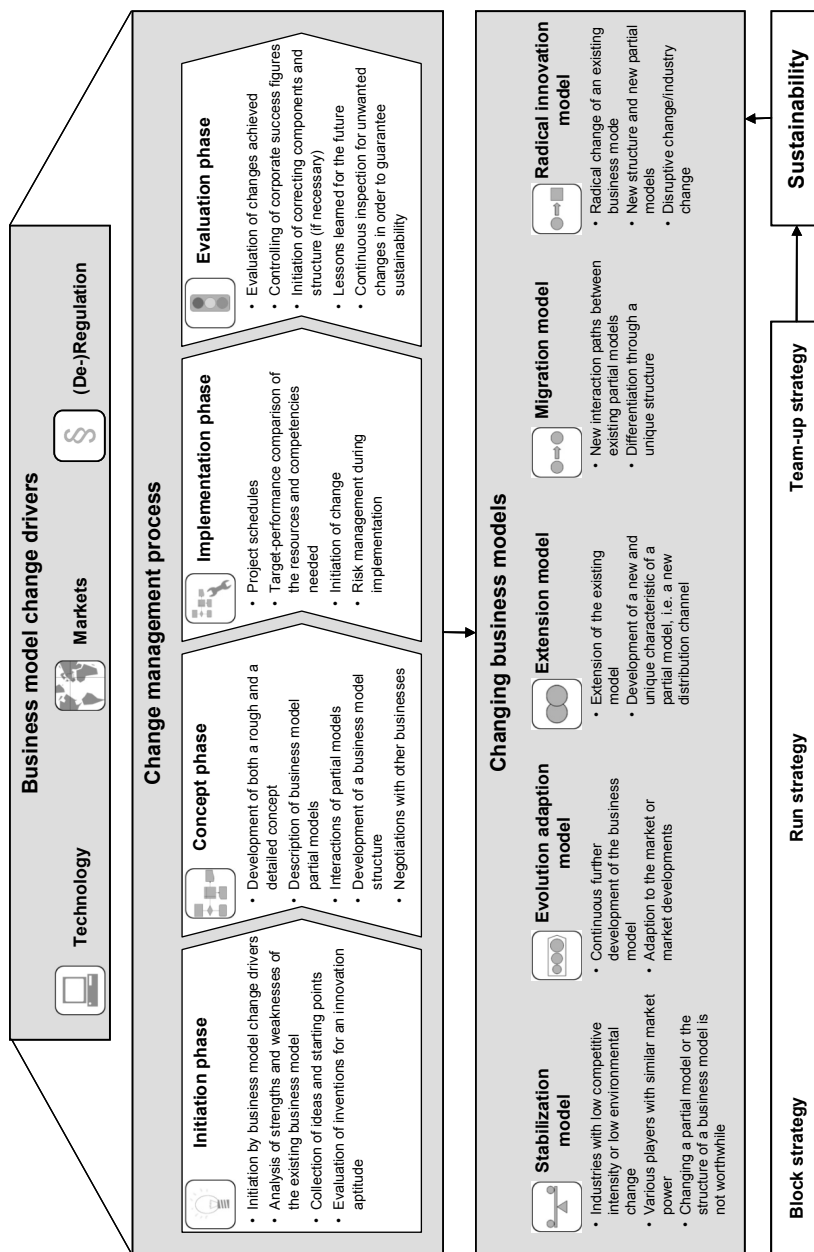 Business model change drivers
Technology
Markets
(De-)Regulation
§
Change management process
Initiation phase
• Initiation by business model change drivers
• Analysis of strengths and weaknesses of
the existing business model
• Collection of ideas and starting points
• Evaluation of inventions for an innovation
aptitude
Concept phase
• Development of both a rough and a
detailed concept
• Description of business model
partial models
• Interactions of partial models
• Development of a business model
structure
• Negotiations with other businesses
Implementation phase
• Project schedules
• Target-performance comparison of
the resources and competencies
needed
• Initiation of change
• Risk management during
implementation
Evaluation phase
• Evaluation of changes achieved
• Controlling of corporate success figures
• Initiation of correcting components and
structure (if necessary)
• Lessons learned for the future
• Continuous inspection for unwanted
changes in order to guarantee
sustainability
Changing business models
Stabilization
model
• Industries with low competitive
intensity or low environmental
change
• Various players with similar market
power
• Changing a partial model or the
structure of a business model is
not worthwhile
Evolution adaption
model
• Continuous further
development of the business
model
• Adaption to the market or
market developments
Extension model
• Extension of the existing
model
• Development of a new and
unique characteristic of a
partial model, i.e. a new
distribution channel
Migration model
• New interaction paths between
existing partial models
• Differentiation through a
unique structure
Radical innovation
model
• Radical change of an existing
business mode
• New structure and new partial
models
• Disruptive change/industry
change
Block strategy
Run strategy
Team-up strategy
Sustainability